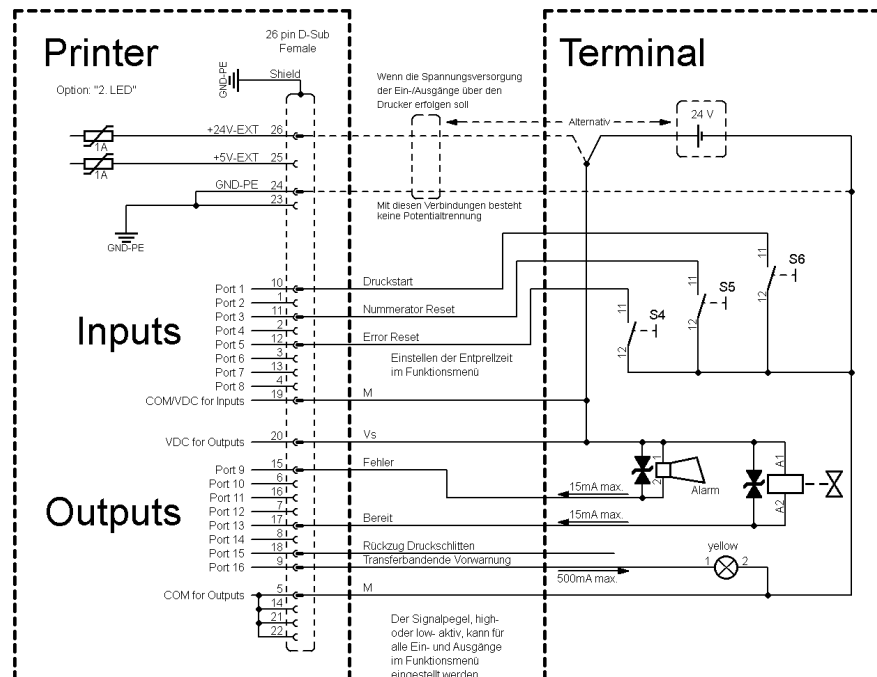 Printer
26 pin D-Sub
Female
Terminal
Option: "2. LED"
GND-PE
Shield
Wenn die Spannungsversorgung
der Ein-/Ausgänge über den
Drucker erfolgen soll
Alternativ
24 V
+24V-EXT 26
1A
+5V-EXT 25
1A
GND-PE 24
23
GND-PE
Mit diesen Verbindungen besteht
keine Potentialtrennung
Inputs
Port 1 10 Druckstart
Port 2 1
Port 3 11 Nummerator Reset
Port 4 2
Port 5 12 Error Reset
Port 6 3
Port 7 13
Port 8 4
COM/VDC for Inputs 19 M
Einstellen der Entprellzeit
im Funktionsmenü
11 S6 12
11 S5 12
11 S4 12
VDC for Outputs 20 Vs
Outputs
Port 9 15 Fehler
Port 10 6
Port 11 16
Port 12 7
Port 13 17 Bereit
Port 14 8
Port 15 18 Rückzug Druckschlitten
Port 16 9 Transferbandende Vorwarnung
COM for Outputs 5 M
14
21
22
15mA max.
15mA max.
500mA max.
1
2
Alarm
A1
A2
yellow
1 2
Der Signalpegel, high-
oder low- aktiv, kann für
alle Ein- und Ausgänge
im Funktionsmenü
eingestellt werden